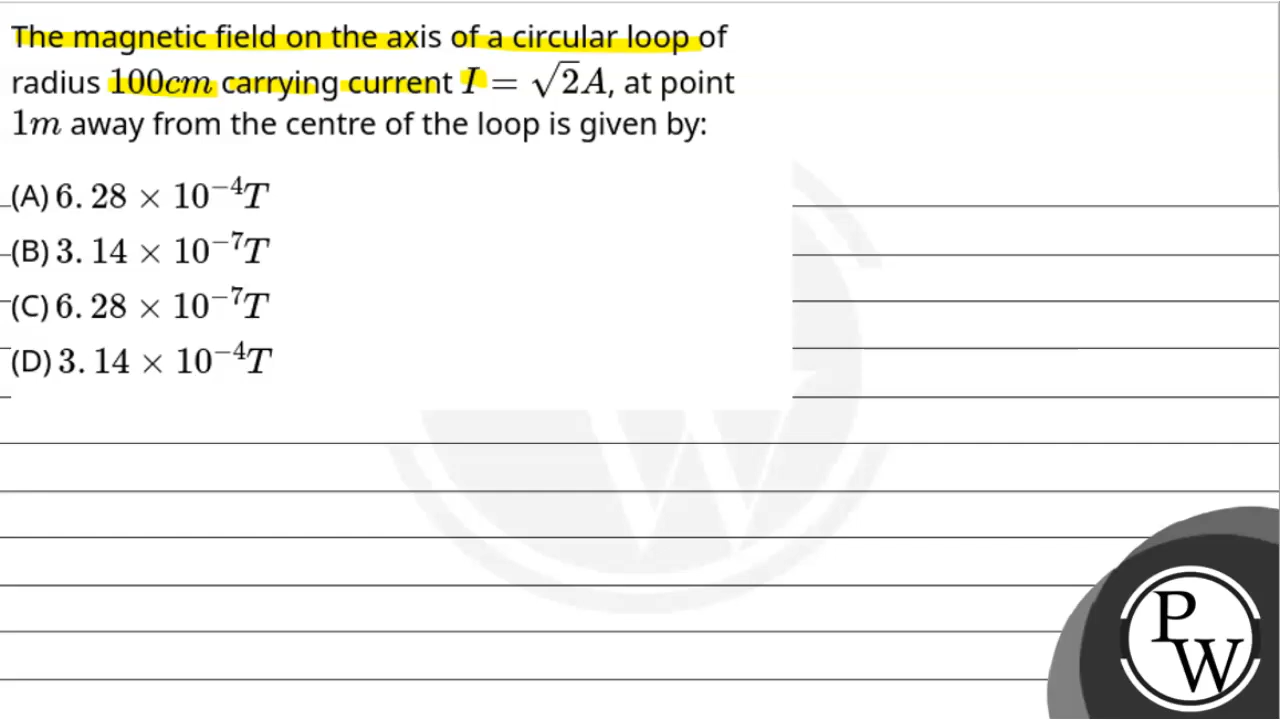 The magnetic field on the axis of a circular loop of
radius 100cm carrying current I = √2A, at point
1m away from the centre of the loop is given by:
(A) 6. 28 × 10⁻⁴T
(B) 3. 14 × 10⁻⁷T
(C) 6. 28 × 10⁻⁷T
(D) 3. 14 × 10⁻⁴T
P
W